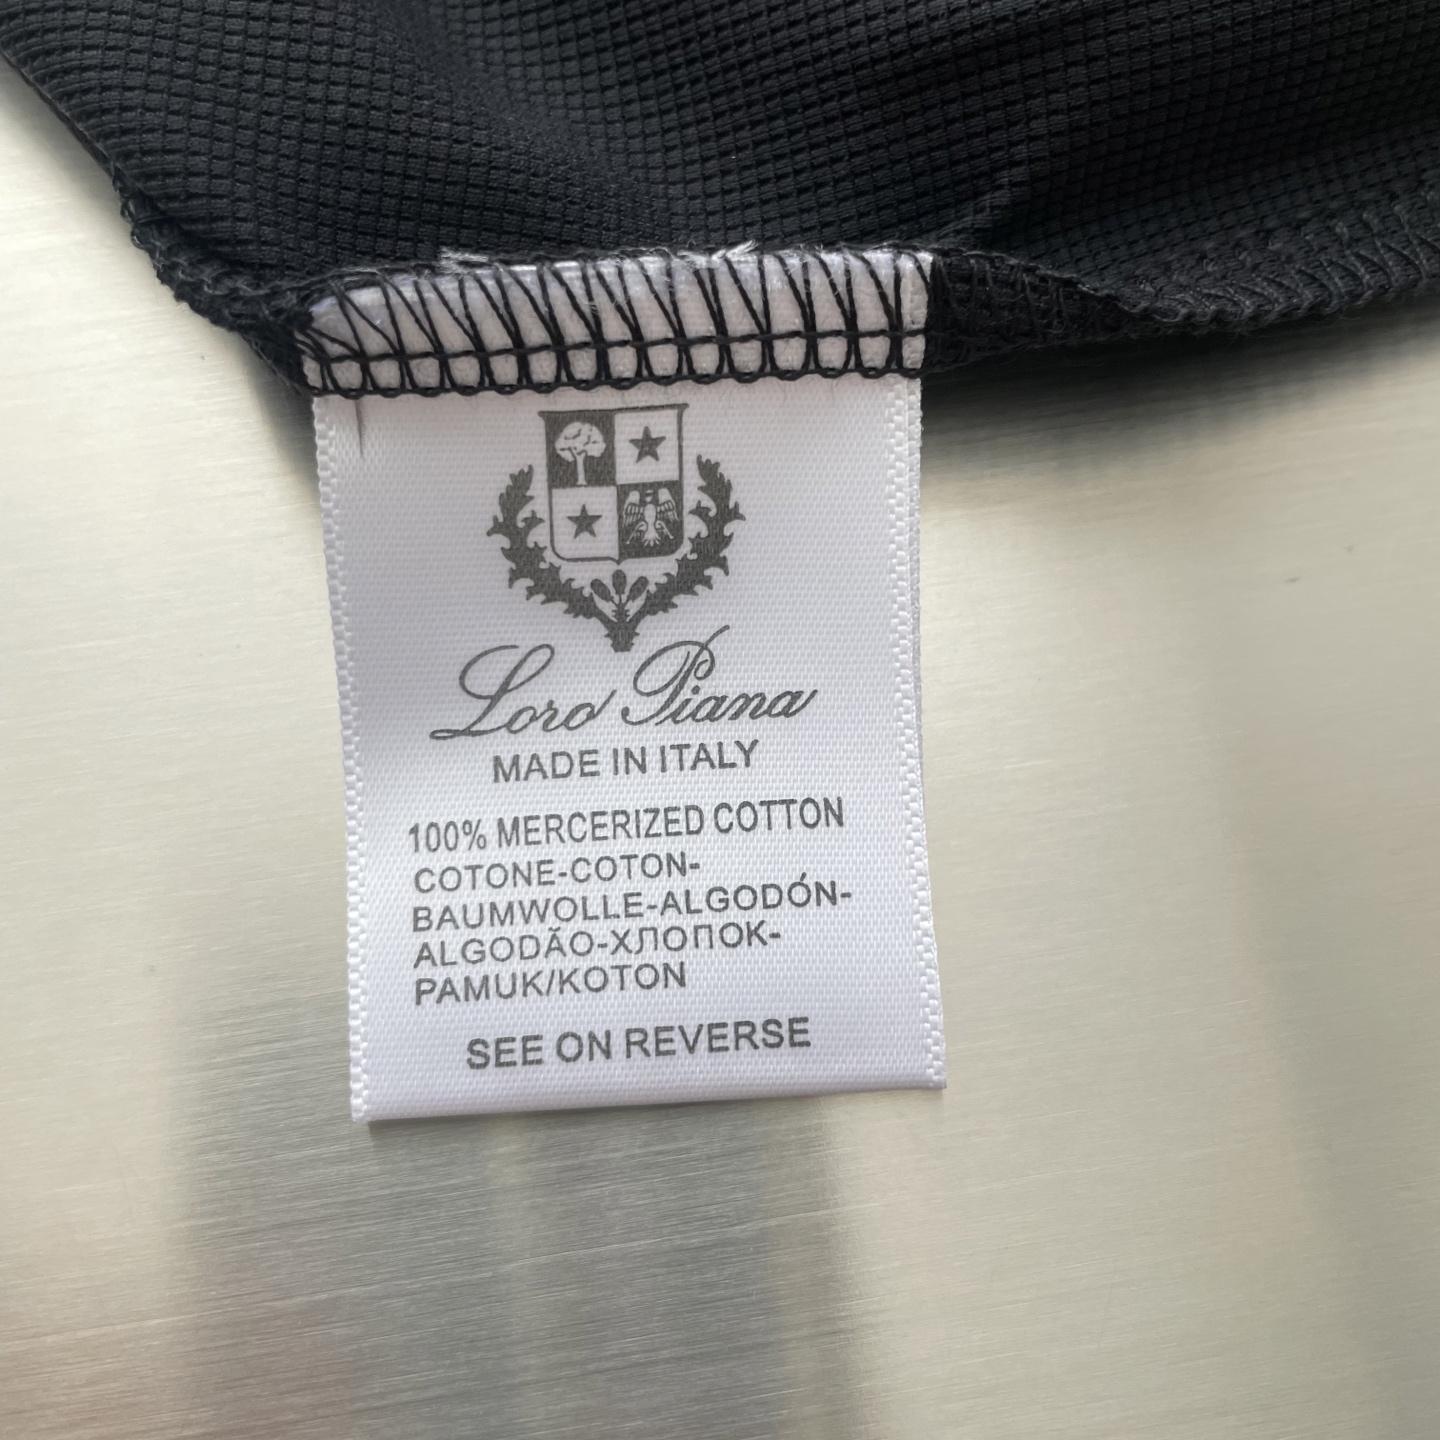 Loro Piana
MADE IN ITALY
100% MERCERIZED COTTON
COTONE-COTON-
BAUMWOLLE-ALGODÓN-
ALGODÃO-ХЛОПОК-
PAMUK/KOTON
SEE ON REVERSE